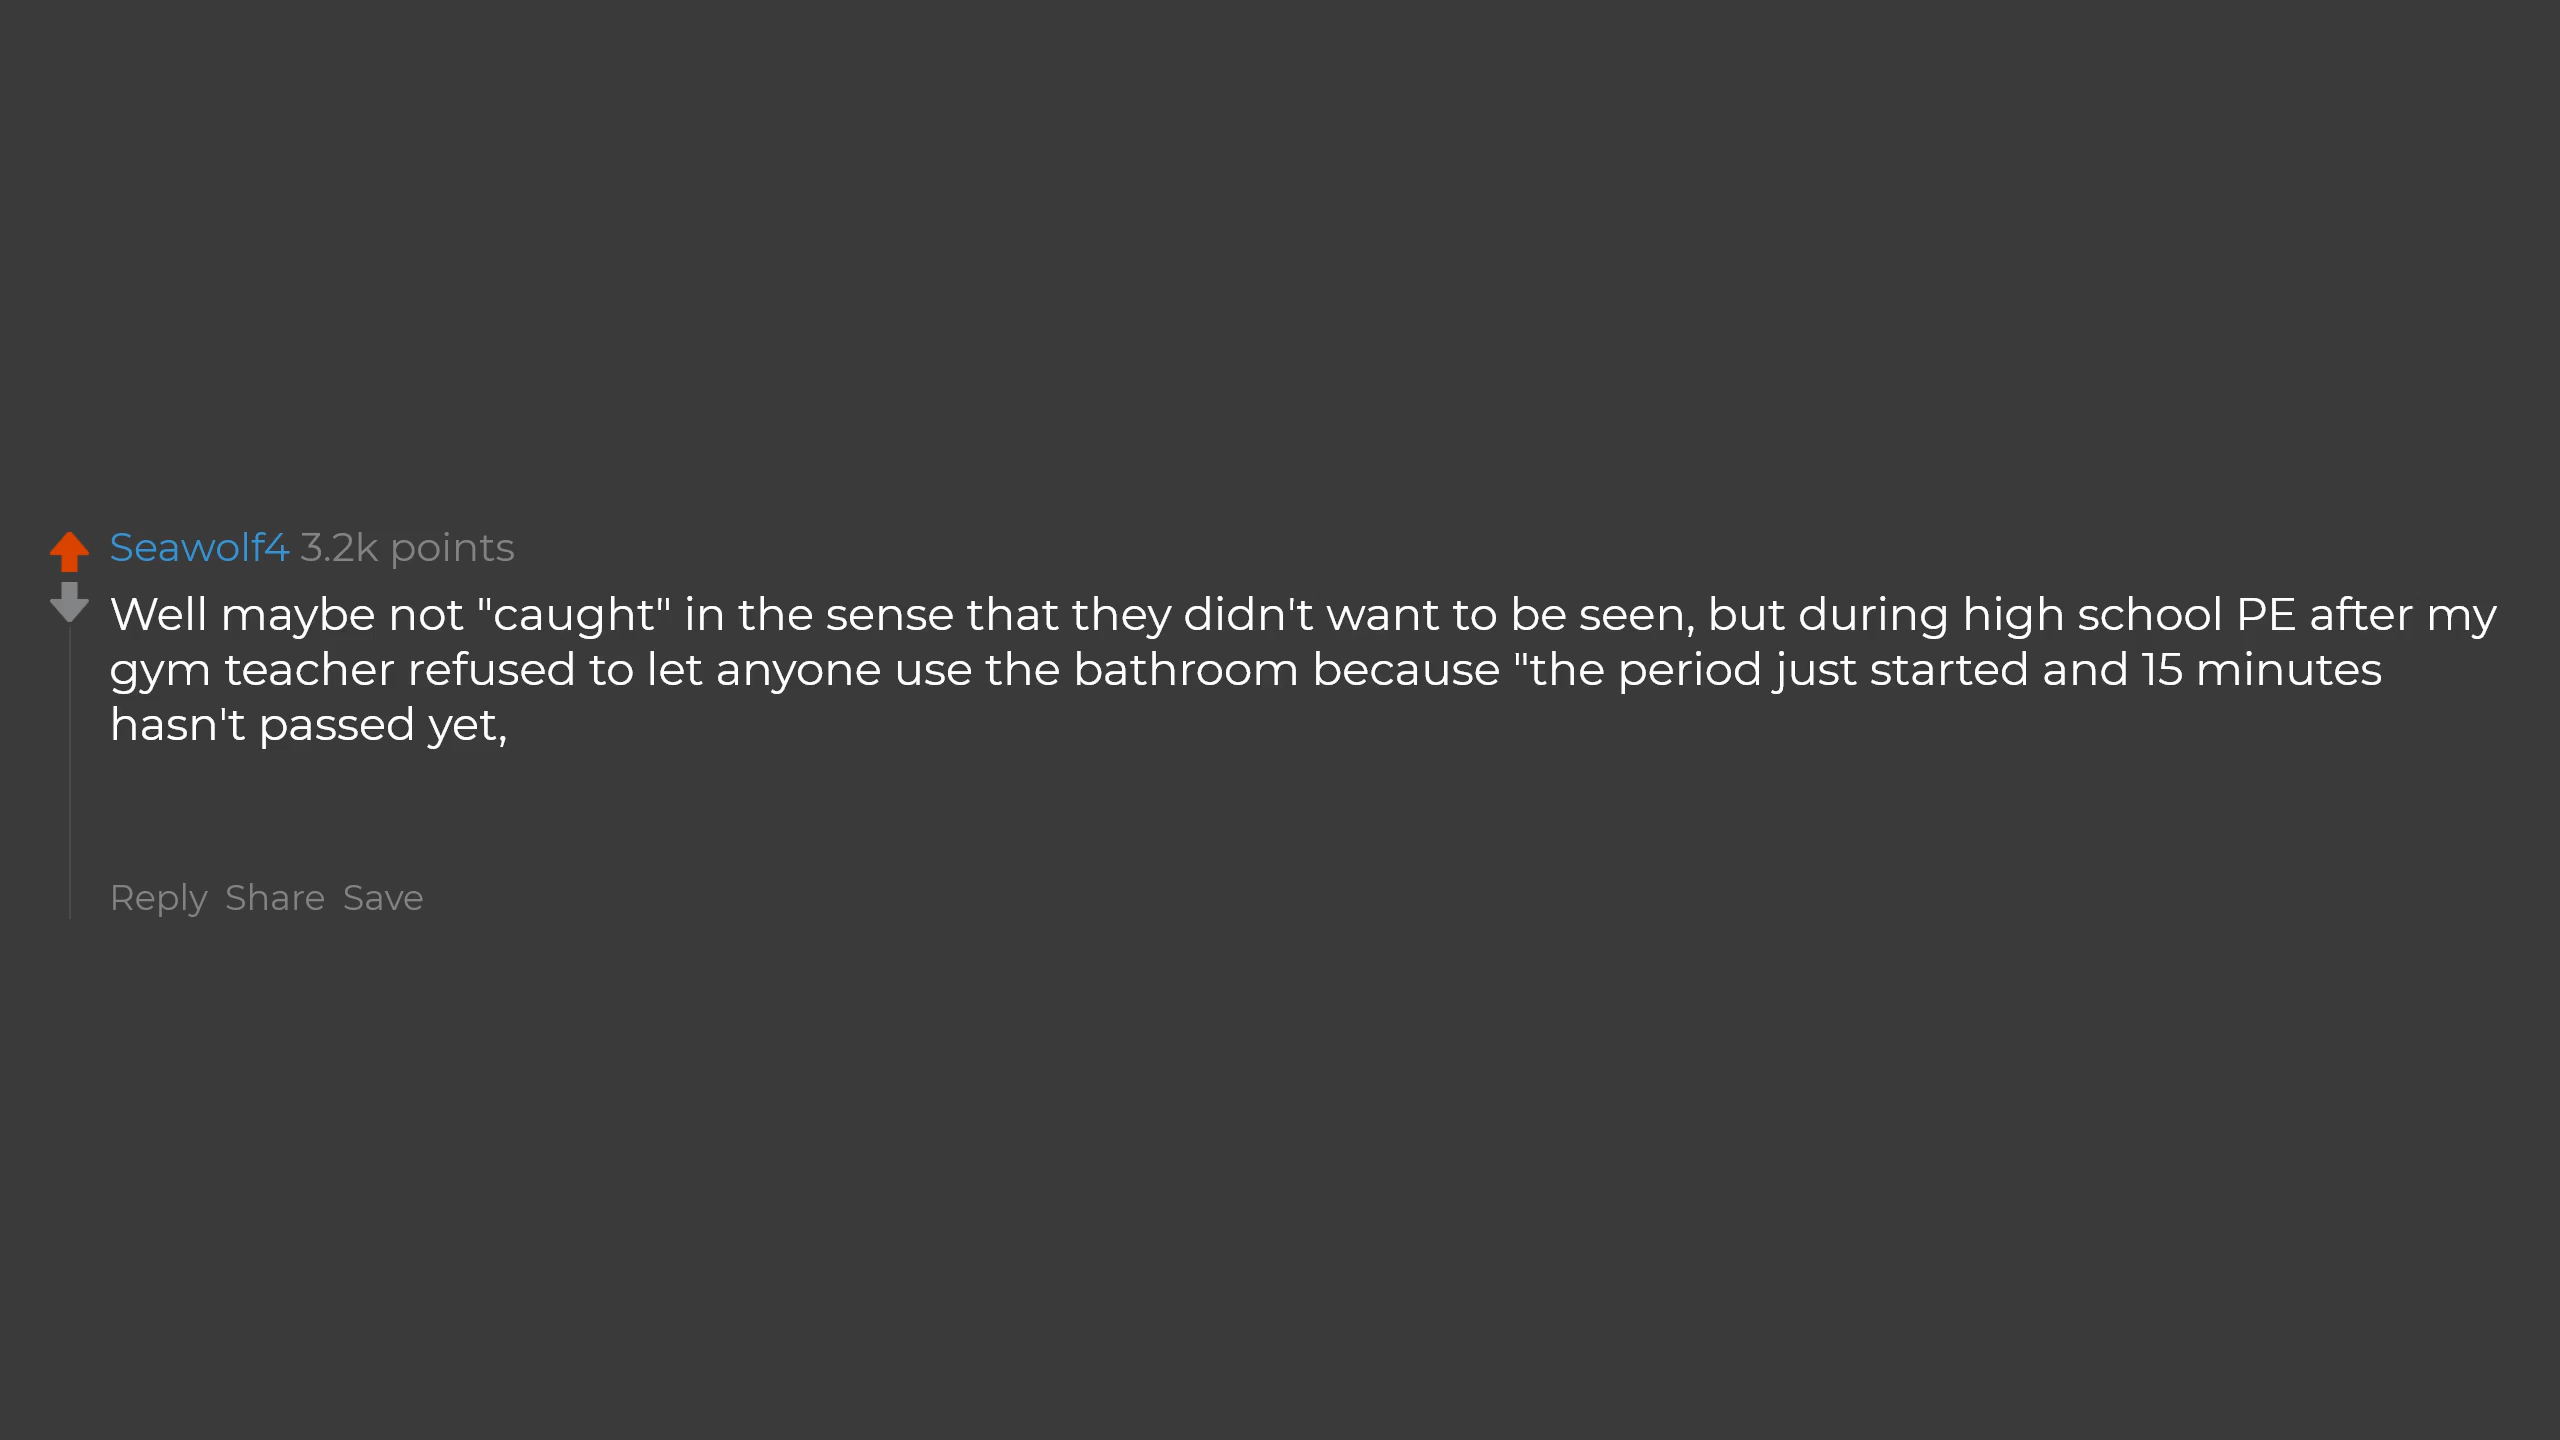 Seawolf4 3.2k points
Well maybe not "caught" in the sense that they didn't want to be seen, but during high school PE after my
gym teacher refused to let anyone use the bathroom because "the period just started and 15 minutes
hasn't passed yet,
Reply Share Save